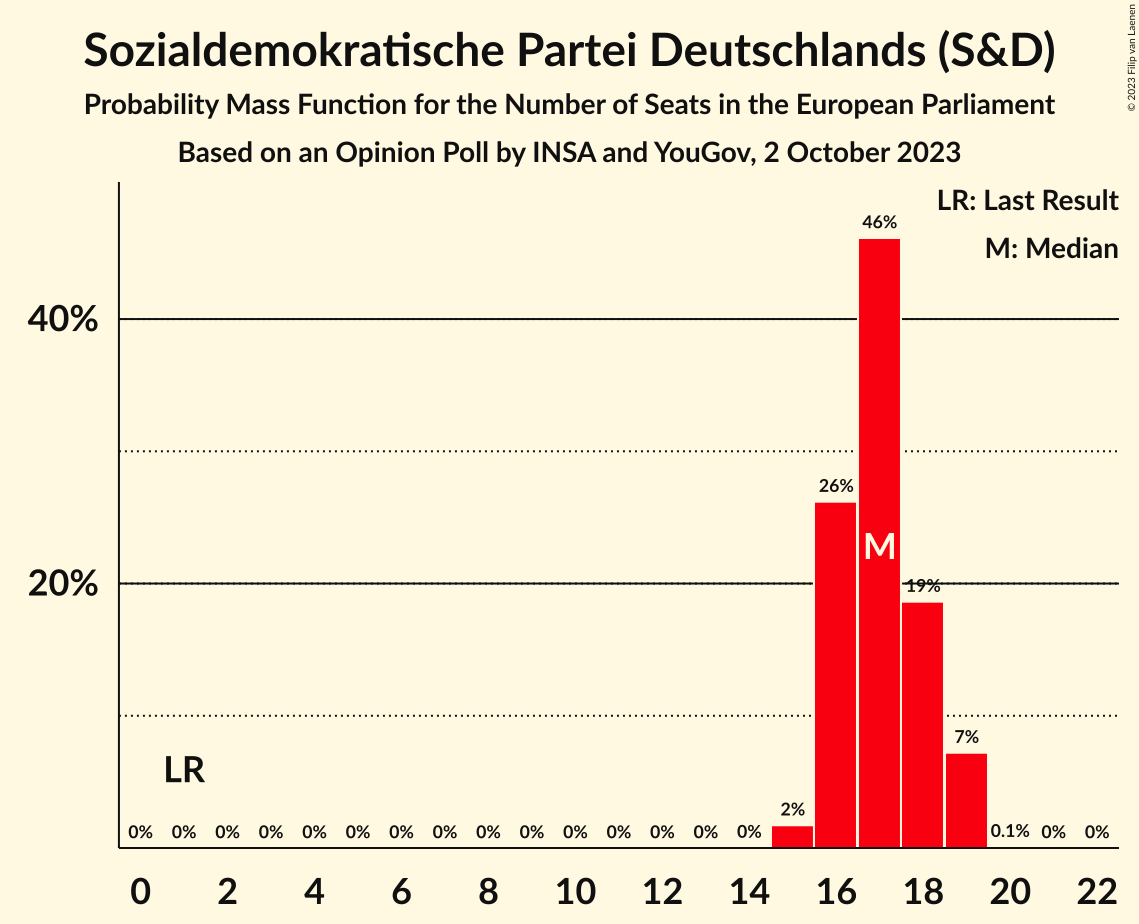 Sozialdemokratische Partei Deutschlands (S&D)
Probability Mass Function for the Number of Seats in the European Parliament
Based on an Opinion Poll by INSA and YouGov, 2 October 2023
© 2023 Filip van Laenen
LR: Last Result
M: Median
46%
40%
26%
M
20%
19%
7%
LR
2%
0% 0% 0% 0% 0% 0% 0% 0% 0% 0% 0% 0% 0% 0% 0% 0.1% 0% 0%
0 2 4 6 8 10 12 14 16 18 20 22